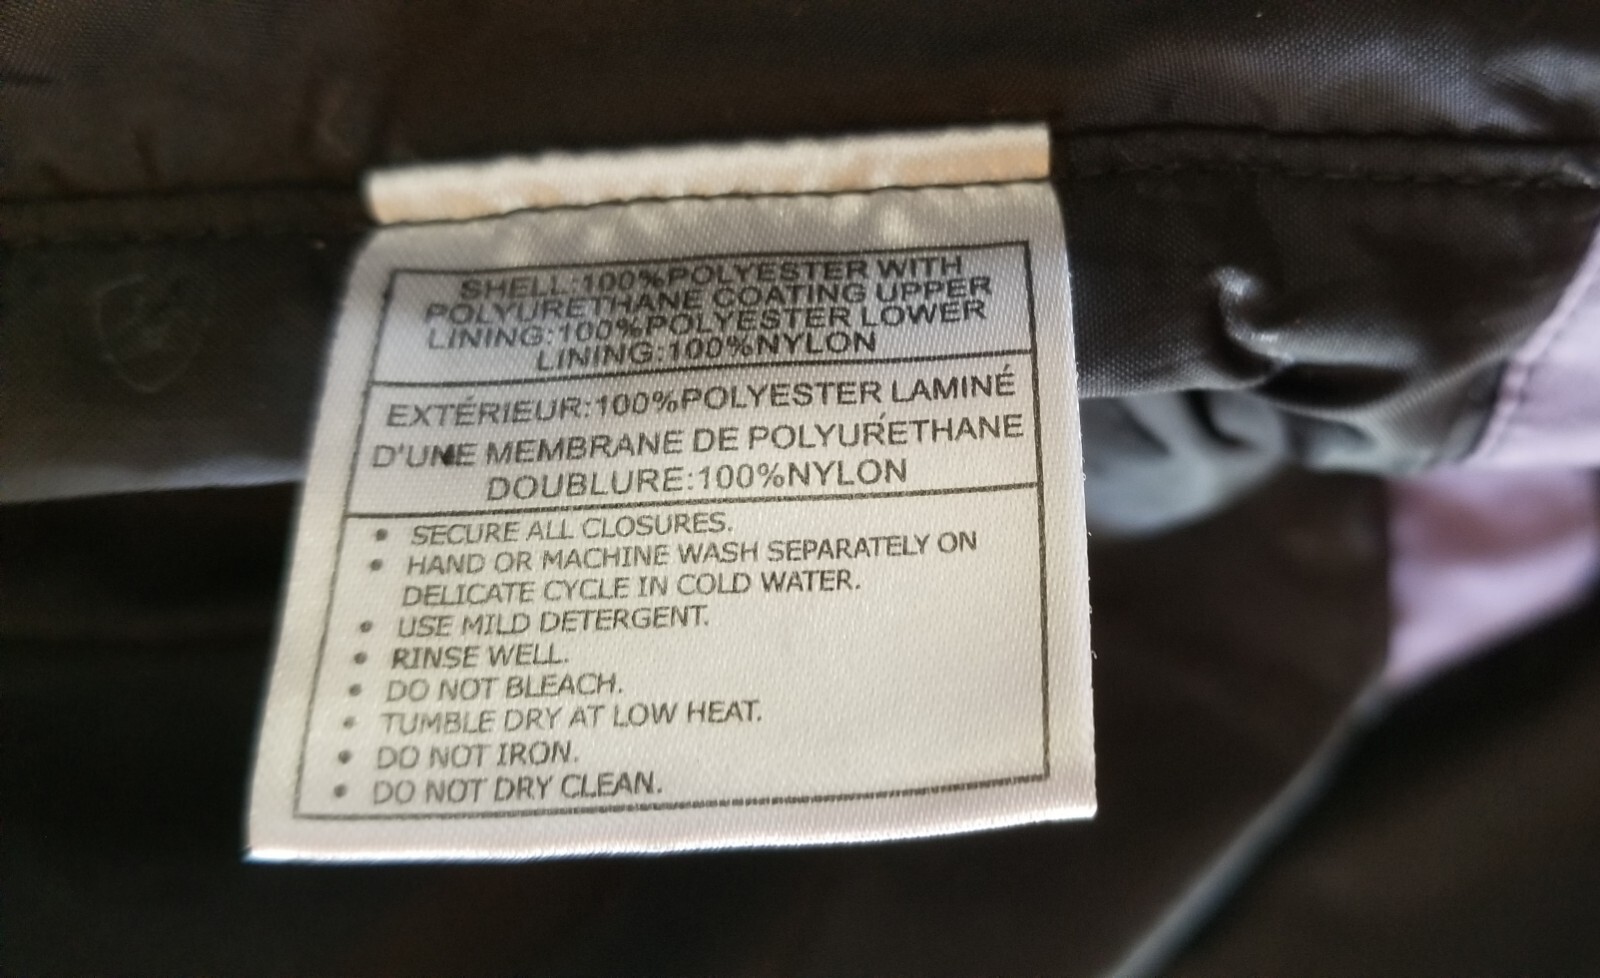 SHELL:100%POLYESTER WITH
POLYURETHANE COATING UPPER
LINING:100%POLYESTER LOWER
LINING:100%NYLON
EXTÉRIEUR:100%POLYESTER LAMINÉ
D'UNE MEMBRANE DE POLYURÉTHANE
DOUBLURE:100%NYLON
• SECURE ALL CLOSURES.
• HAND OR MACHINE WASH SEPARATELY ON
DELICATE CYCLE IN COLD WATER.
• USE MILD DETERGENT.
• RINSE WELL.
• DO NOT BLEACH.
• TUMBLE DRY AT LOW HEAT.
• DO NOT IRON.
• DO NOT DRY CLEAN.